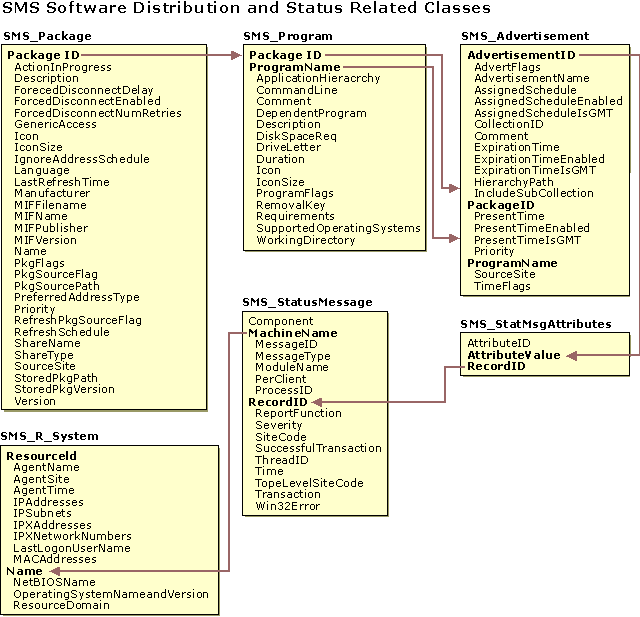 SMS Software Distribution and Status Related Classes
SMS_Package
Package ID
ActionInProgress
Description
ForecedDisconnectDelay
ForcedDisconnectEnabled
ForcedDisconnectNumRetries
GenericAccess
Icon
IconSize
IgnoreAddressSchedule
Language
LastRefreshTime
Manufacturer
MIFFilename
MIFName
MIFPublisher
MIFVersion
Name
PkgFlags
PkgSourceFlag
PkgSourcePath
PreferredAddressType
Priority
RefreshPkgSourceFlag
RefreshSchedule
ShareName
ShareType
SourceSite
StoredPkgPath
StoredPkgVersion
Version
SMS_Program
Package ID
ProgramName
ApplicationHieracrchy
CommandLine
Comment
DependentProgram
Description
DiskSpaceReq
DriveLetter
Duration
Icon
IconSize
ProgramFlags
RemovalKey
Requirements
SupportedOperatingSystems
WorkingDirectory
SMS_Advertisement
AdvertisementID
AdvertFlags
AdvertisementName
AssignedSchedule
AssignedScheduleEnabled
AssignedScheduleIsGMT
CollectionID
Comment
ExpirationTime
ExpirationTimeEnabled
ExpirationTimeIsGMT
HierarchyPath
IncludeSubCollection
PackageID
PresentTime
PresentTimeEnabled
PresentTimeIsGMT
Priority
ProgramName
SourceSite
TimeFlags
SMS_StatusMessage
Component
MachineName
MessageID
MessageType
ModuleName
PerClient
ProcessID
RecordID
ReportFunction
Severity
SiteCode
SuccessfulTransaction
ThreadID
Time
TopeLevelSiteCode
Transaction
Win32Error
SMS_StatMsgAttributes
AttributeID
AttributeValue
RecordID
SMS_R_System
ResourceId
AgentName
AgentSite
AgentTime
IPAddresses
IPSubnets
IPXAddresses
IPXNetworkNumbers
LastLogonUserName
MACAddresses
Name
NetBIOSName
OperatingSystemNameandVersion
ResourceDomain